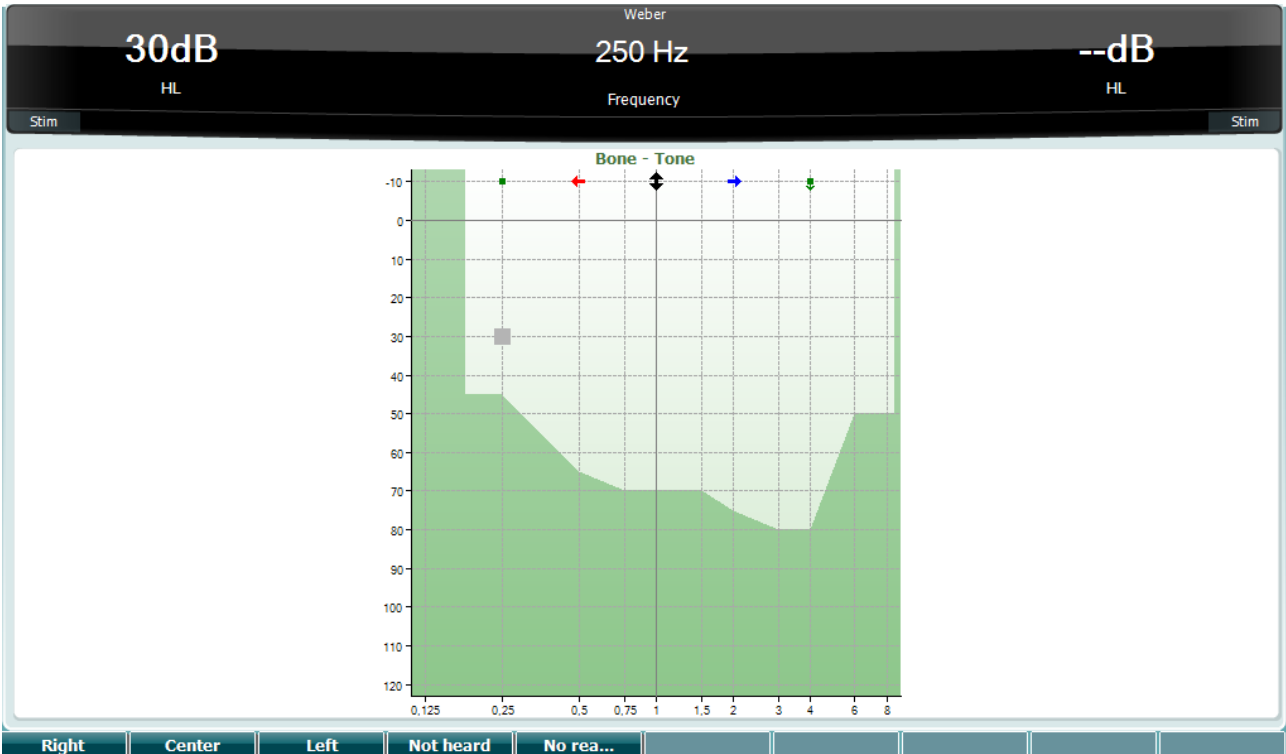 Weber
30dB 250 Hz --dB
HL Frequency HL
Stim Stim
Bone - Tone
-10
0
10
20
30
40
50
60
70
80
90
100
110
120
0,125 0,25 0,5 0,75 1 1,5 2 3 4 6 8
Right Center Left Not heard No rea...